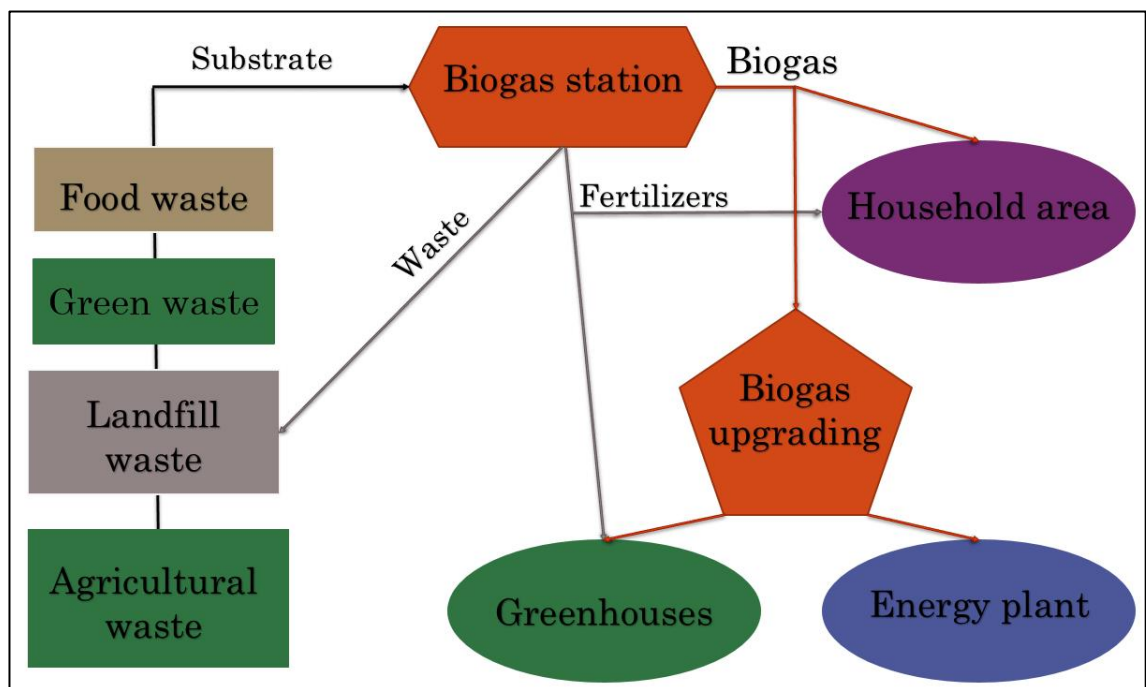 Substrate
Biogas station
Biogas
Food waste
Fertilizers
Household area
Waste
Green waste
Landfill
waste
Biogas
upgrading
Agricultural
waste
Greenhouses
Energy plant